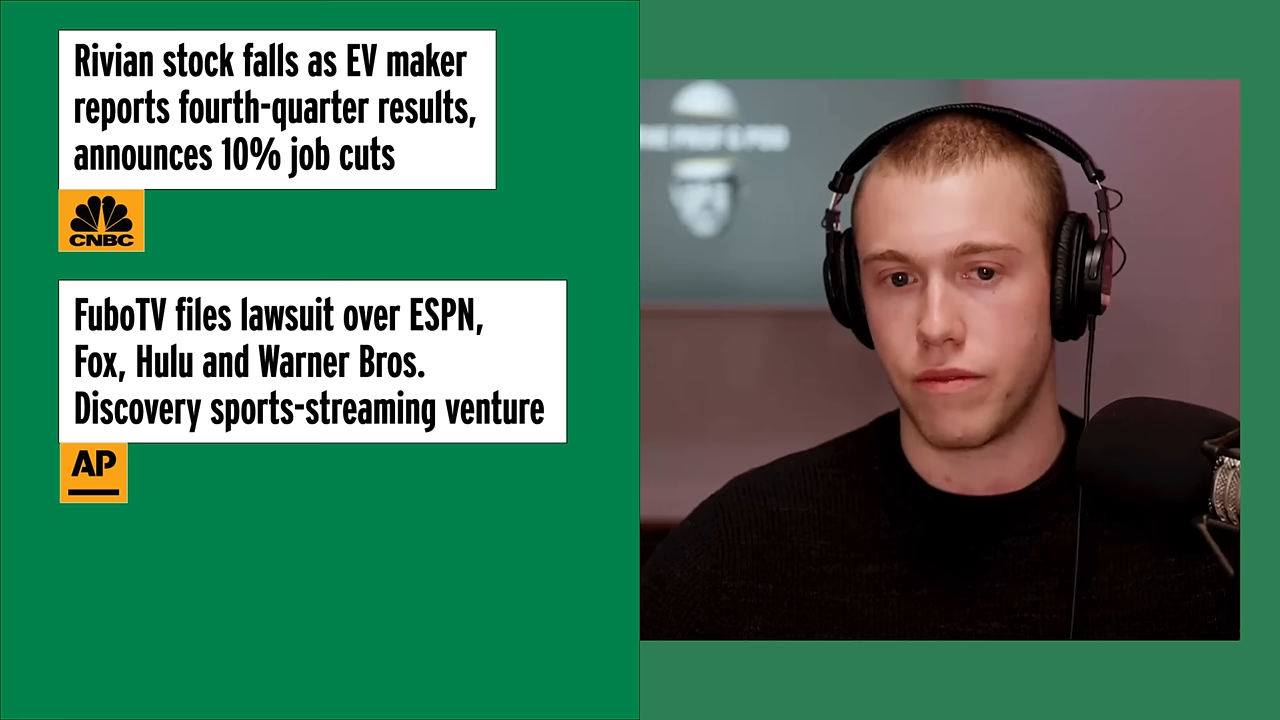 Rivian stock falls as EV maker
reports fourth-quarter results,
announces 10% job cuts
CNBC
FuboTV files lawsuit over ESPN,
Fox, Hulu and Warner Bros.
Discovery sports-streaming venture
AP